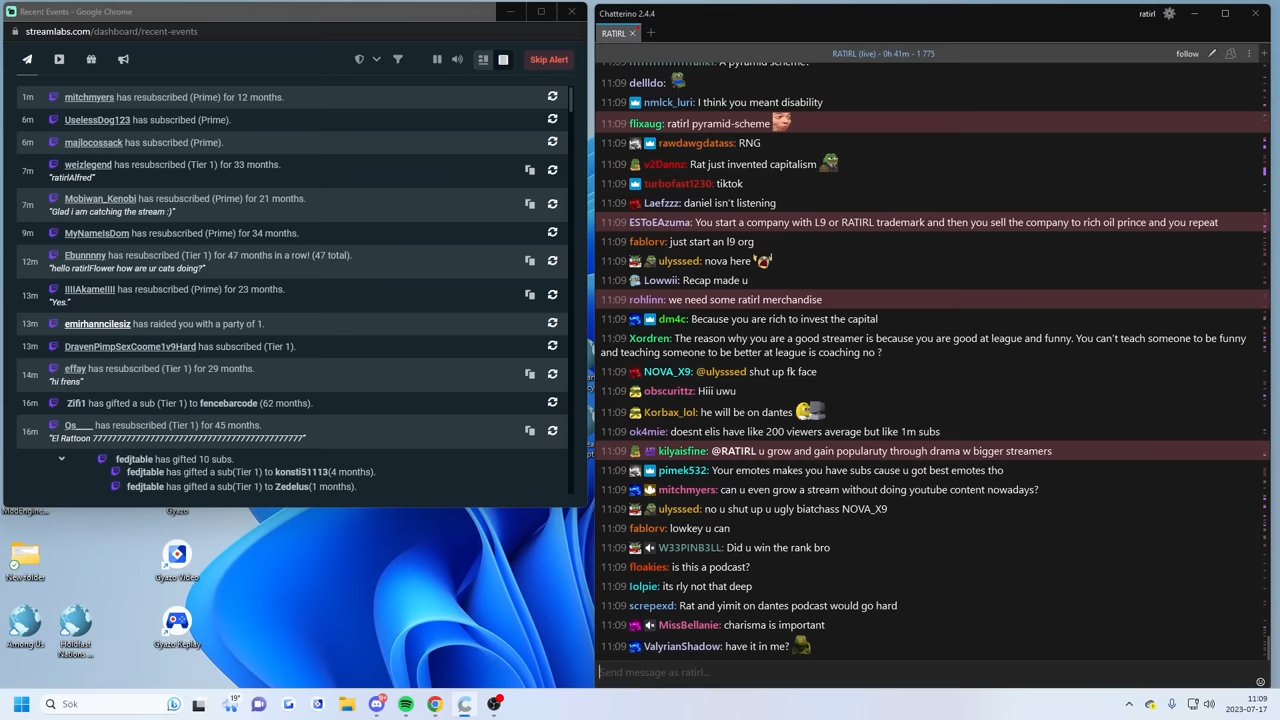 Recent Events - Google Chrome
streamlabs.com/dashboard/recent-events
Skip Alert
1m mitchmyers has resubscribed (Prime) for 12 months.
6m UselessDog123 has subscribed (Prime).
6m majlocossack has subscribed (Prime).
7m weizlegend has resubscribed (Tier 1) for 33 months.
"ratirlAlfred"
7m Mobiwan_Kenobi has resubscribed (Prime) for 21 months.
"Glad i am catching the stream :)"
9m MyNameIsDom has resubscribed (Prime) for 34 months.
12m Ebunnnny has resubscribed (Tier 1) for 47 months in a row! (47 total).
"hello ratirlFlower how are ur cats doing?"
13m IIIIAkameIIII has resubscribed (Prime) for 23 months.
"Yes."
13m emirhanncilesiz has raided you with a party of 1.
13m DravenPimpSexCoome1v9Hard has subscribed (Tier 1).
14m effay has resubscribed (Tier 1) for 29 months.
"hi frens"
16m Zifi1 has gifted a sub (Tier 1) to fencebarcode (62 months).
16m Qs____ has resubscribed (Tier 1) for 45 months.
fedjtable has gifted 10 subs.
fedjtable has gifted a sub(Tier 1) to konsti51113(4 months).
fedjtable has gifted a sub(Tier 1) to Zedelus(1 months).
Chatterino 2.4.4
ratirl
RATIRL
RATIRL (live) - 0h 41m - 1 775
follow
dellldo:
11:09 nmlck_luri: I think you meant disability
11:09 flixaug: ratirl pyramid-scheme
11:09 rawdawgdatass: RNG
11:09 v2Dannz: Rat just invented capitalism
11:09 turbofast1230: tiktok
11:09 Laefzzz: daniel isn't listening
11:09 ESToEAzuma: You start a company with L9 or RATIRL trademark and then you sell the company to rich oil prince and you repeat
11:09 fablorv: just start an l9 org
11:09 ulysssed: nova here
11:09 Lowwii: Recap made u
11:09 rohlinn: we need some ratirl merchandise
11:09 dm4c: Because you are rich to invest the capital
11:09 Xordren: The reason why you are a good streamer is because you are good at league and funny. You can't teach someone to be funny
and teaching someone to be better at league is coaching no ?
11:09 NOVA_X9: @ulysssed shut up fk face
11:09 obscurittz: Hiii uwu
11:09 Korbax_lol: he will be on dantes
11:09 ok4mie: doesnt elis have like 200 viewers average but like 1m subs
11:09 kilyaisfine: @RATIRL u grow and gain popularuty through drama w bigger streamers
11:09 pimek532: Your emotes makes you have subs cause u got best emotes tho
11:09 mitchmyers: can u even grow a stream without doing youtube content nowadays?
11:09 ulysssed: no u shut up u ugly biatchass NOVA_X9
11:09 fablorv: lowkey u can
11:09 W33PINB3LL: Did u win the rank bro
11:09 floakies: is this a podcast?
11:09 Iolpie: its rly not that deep
11:09 screpexd: Rat and yimit on dantes podcast would go hard
11:09 MissBellanie: charisma is important
11:09 ValyrianShadow: have it in me?
Send message as ratirl...
ModEngine...
Gyazo
New folder
Gyazo Video
Among Us
Holdfast
Nations ...
Gyazo Replay
Sök
19°
9+
11:09
2023-07-17